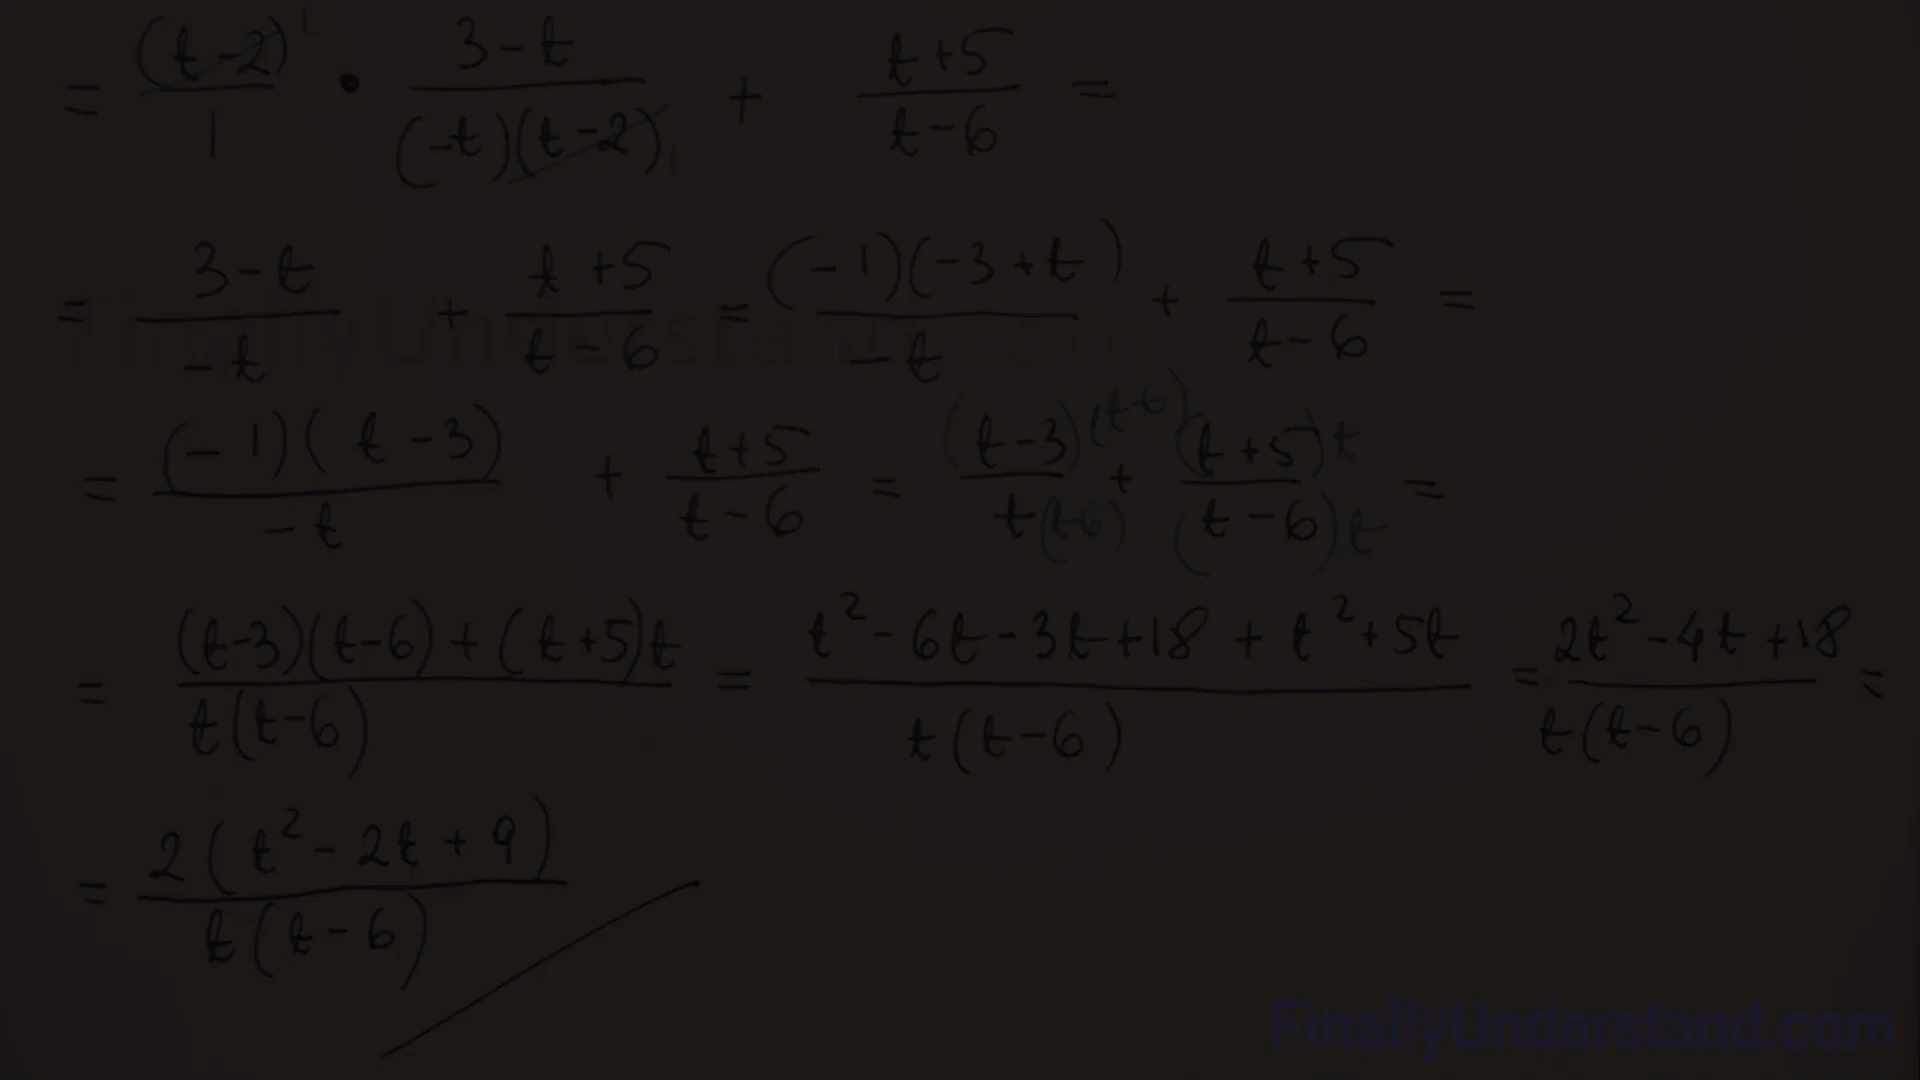 = (t-2) 1 / 1 • 3-t / (-t)(t-2) 1 + t+5 / t-6 =
= 3-t / -t + t+5 / t-6 = (-1)(-3+t) / -t + t+5 / t-6 =
= (-1)(t-3) / -t + t+5 / t-6 = (t-3)(t-6) / t(t-6) + (t+5)t / (t-6)t =
= (t-3)(t-6)+(t+5)t / t(t-6) = t²-6t-3t+18+t²+5t / t(t-6) = 2t²-4t+18 / t(t-6) =
= 2(t²-2t+9) / t(t-6)
FinallyUnderstand.com